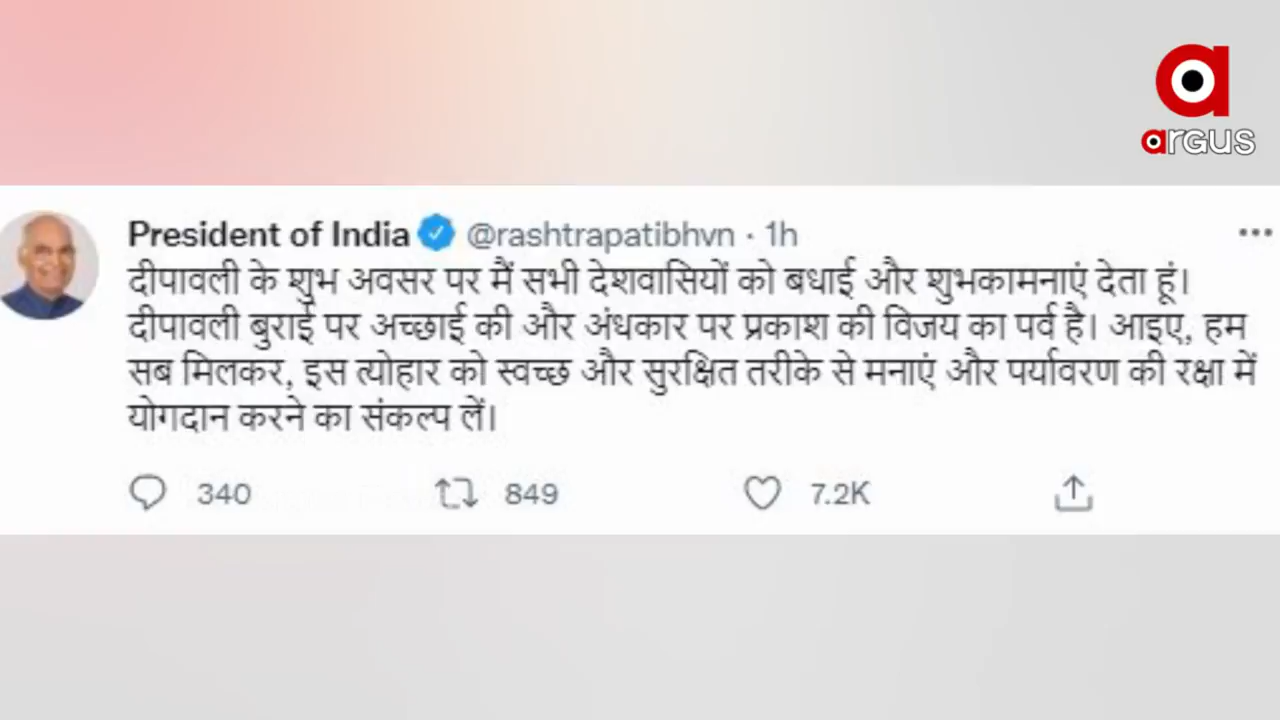 argus
President of India @rashtrapatibhvn · 1h
दीपावली के शुभ अवसर पर मैं सभी देशवासियों को बधाई और शुभकामनाएं देता हूं।
दीपावली बुराई पर अच्छाई की और अंधकार पर प्रकाश की विजय का पर्व है। आइए, हम
सब मिलकर, इस त्योहार को स्वच्छ और सुरक्षित तरीके से मनाएं और पर्यावरण की रक्षा में
योगदान करने का संकल्प लें।
340 849 7.2K